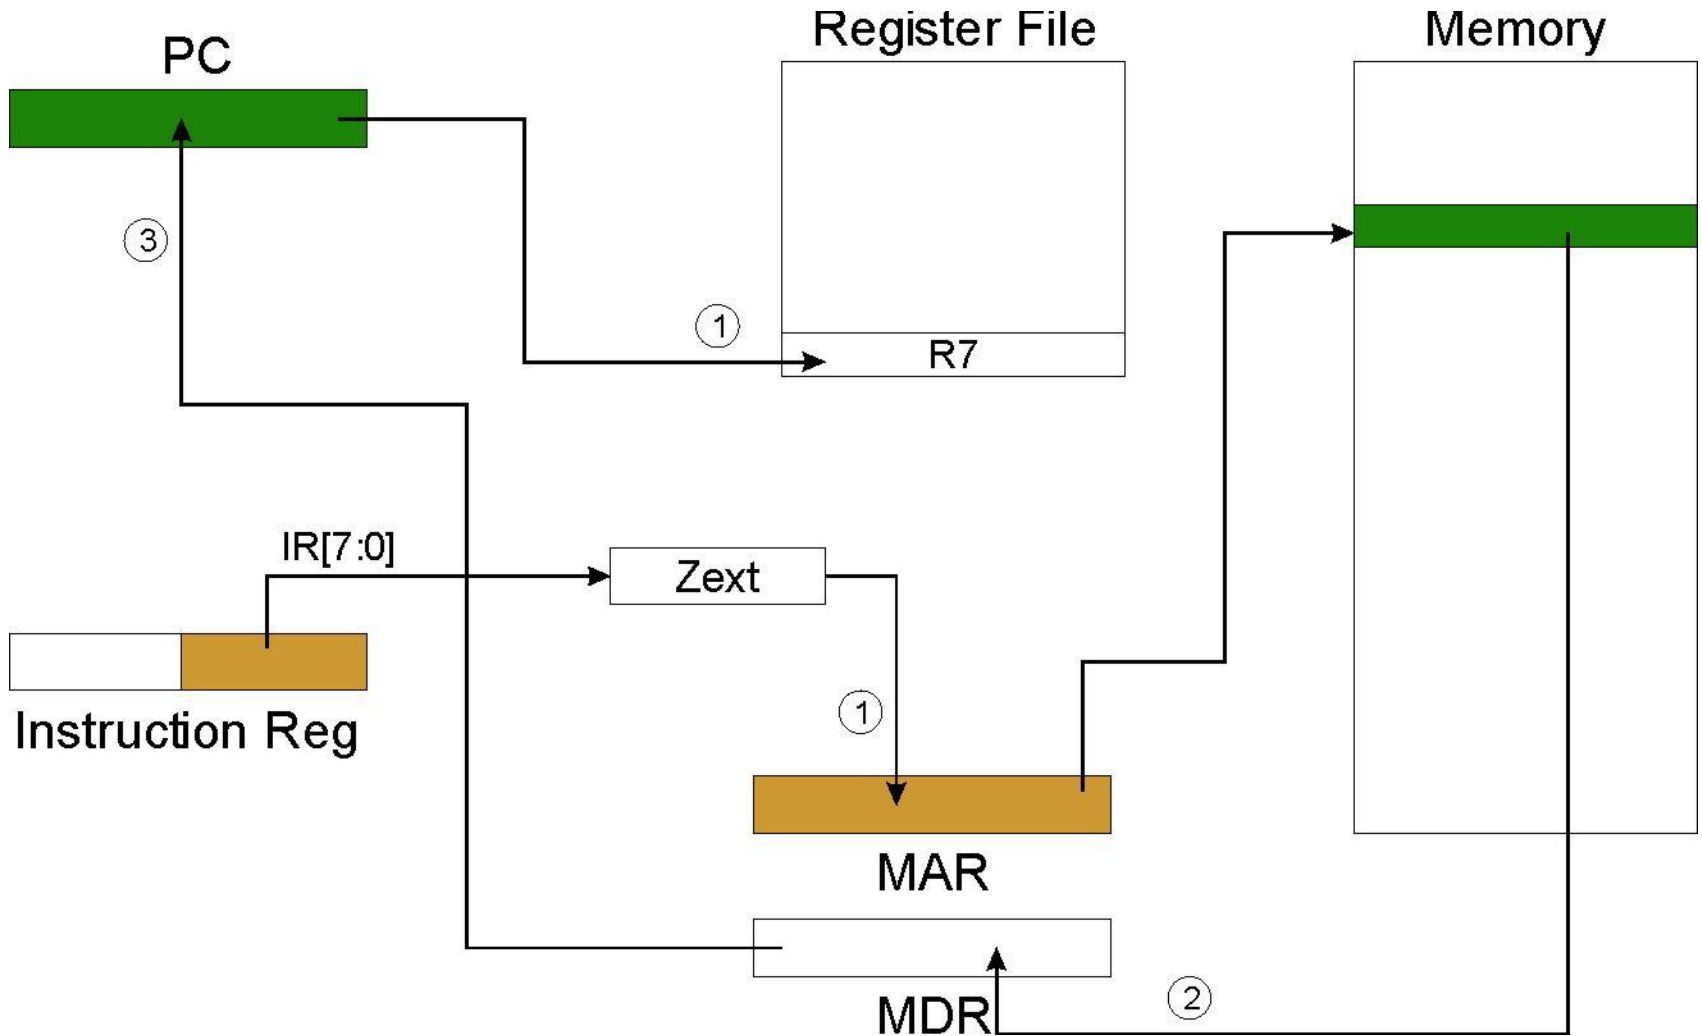 Register File
Memory
PC
3
1
R7
IR[7:0]
Zext
Instruction Reg
1
MAR
MDR
2